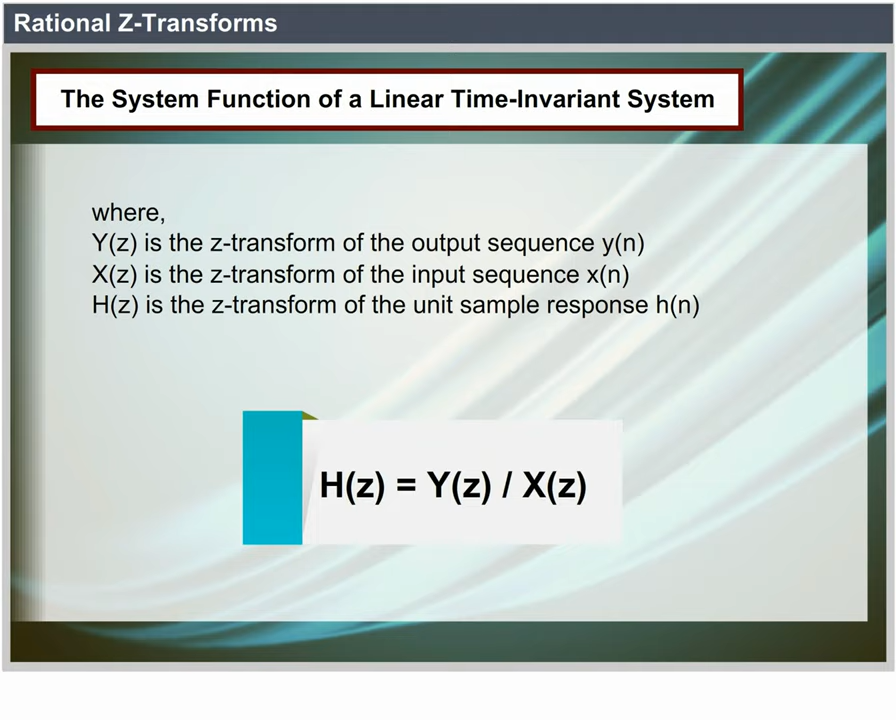 Rational Z-Transforms
The System Function of a Linear Time-Invariant System
where,
Y(z) is the z-transform of the output sequence y(n)
X(z) is the z-transform of the input sequence x(n)
H(z) is the z-transform of the unit sample response h(n)
H(z) = Y(z) / X(z)